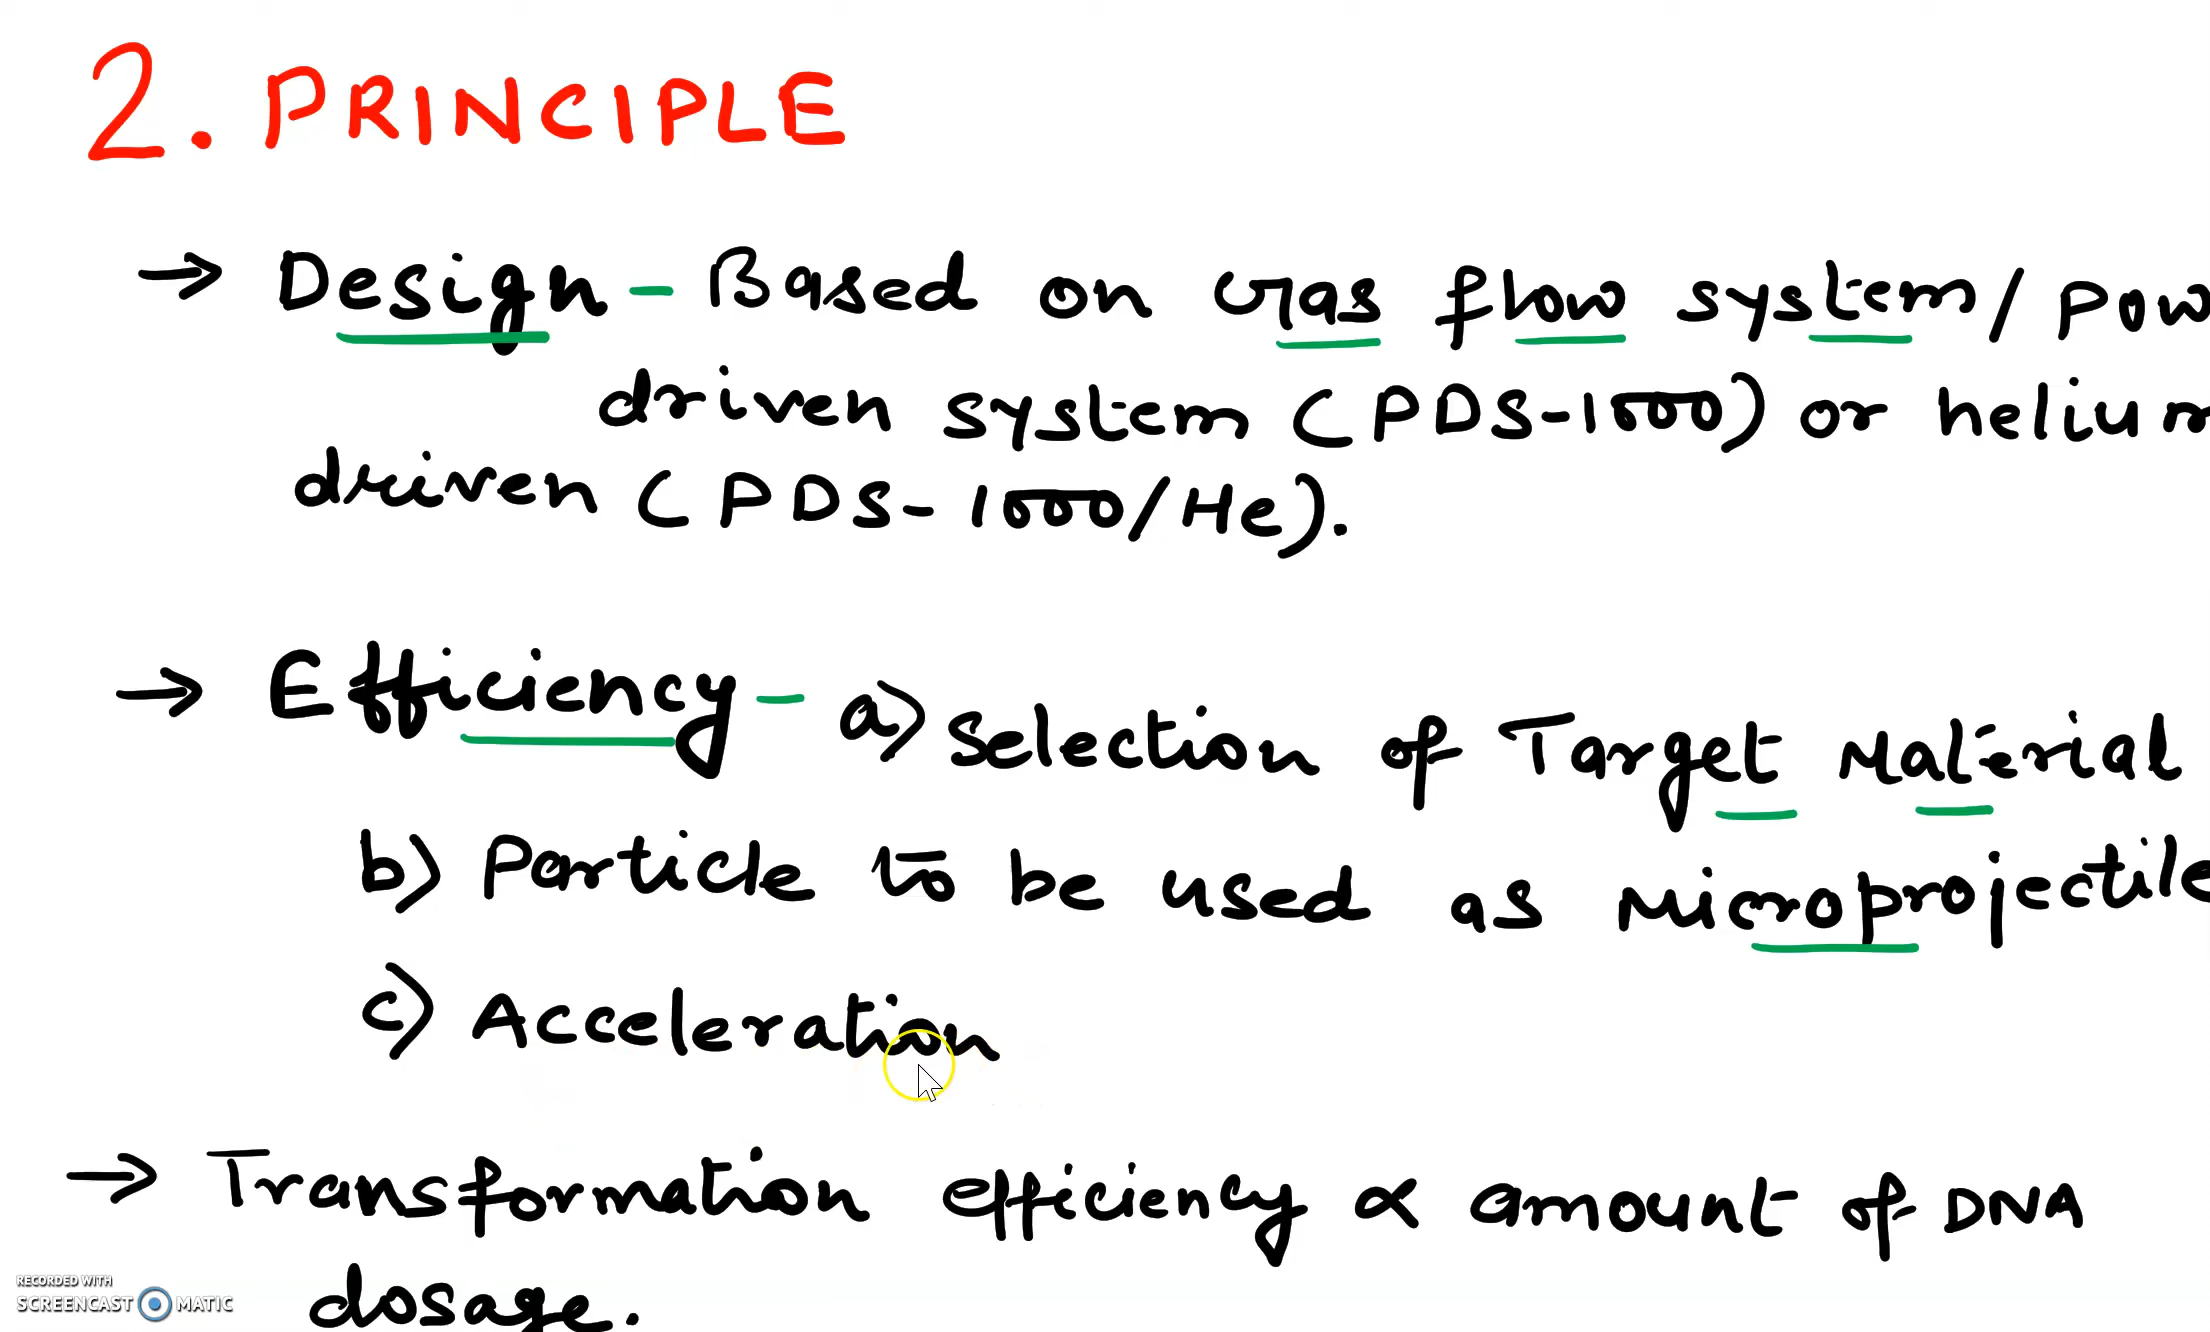 2. PRINCIPLE
→ Design - Based on Gas flow system/ Pow
driven system (PDS-1000) or helium
driven (PDS-1000/He).
→ Efficiency - a) Selection of Target Material
b) Particle to be used as Microprojectile
c) Acceleration
→ Transformation efficiency ∝ amount of DNA
dosage.
RECORDED WITH
SCREENCAST MATIC